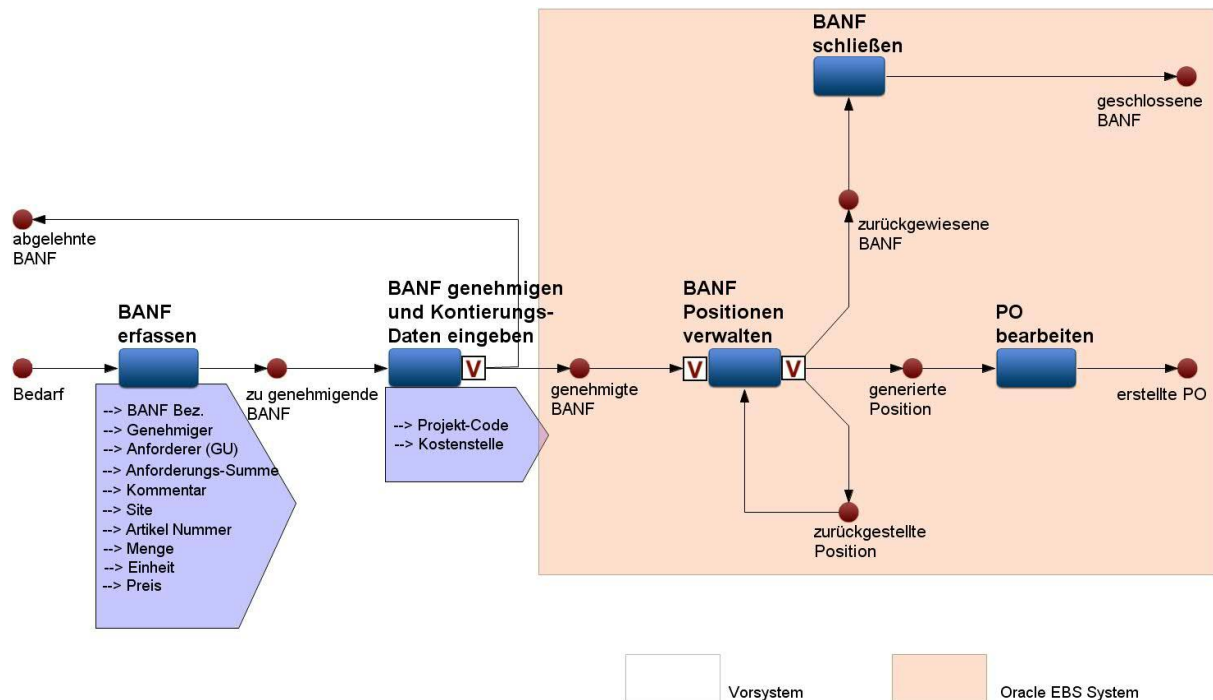 BANF
schließen
geschlossene
BANF
zurückgewiesene
BANF
abgelehnte
BANF
BANF
erfassen
BANF genehmigen
und Kontierungs-
Daten eingeben
BANF
Positionen
verwalten
PO
bearbeiten
V
V
V
Bedarf
zu genehmigende
BANF
genehmigte
BANF
generierte
Position
erstellte PO
--> BANF Bez.
--> Genehmiger
--> Anforderer (GU)
--> Anforderungs-Summe
--> Kommentar
--> Site
--> Artikel Nummer
--> Menge
--> Einheit
--> Preis
--> Projekt-Code
--> Kostenstelle
zurückgestellte
Position
Vorsystem
Oracle EBS System